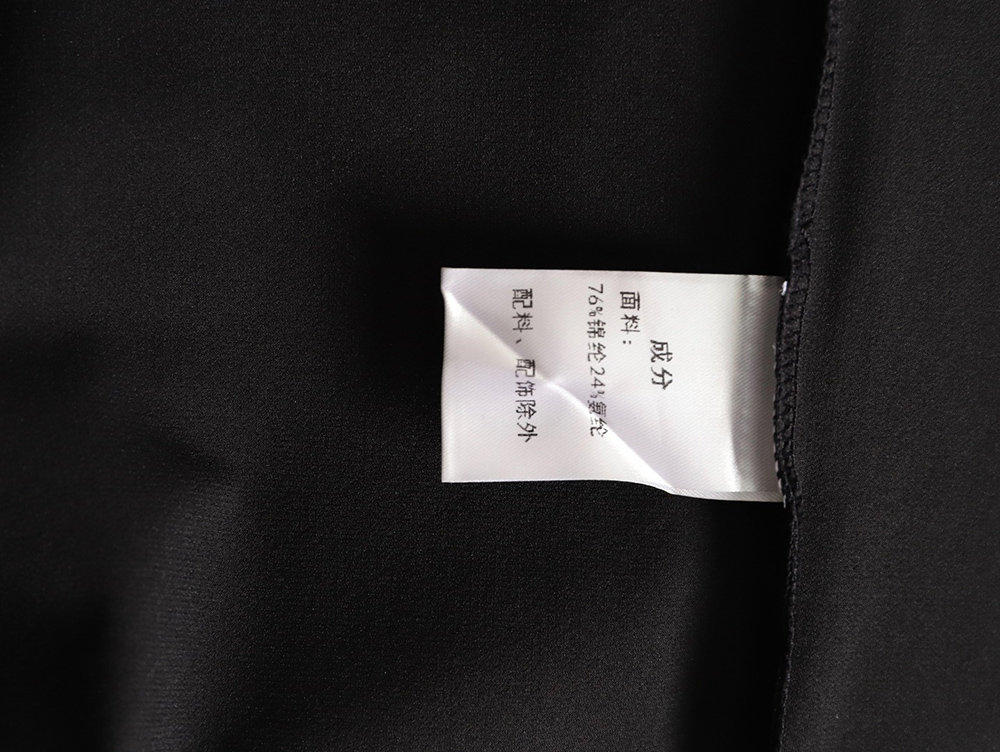 成分
面料：
76%锦纶24%氨纶
配料、配饰除外